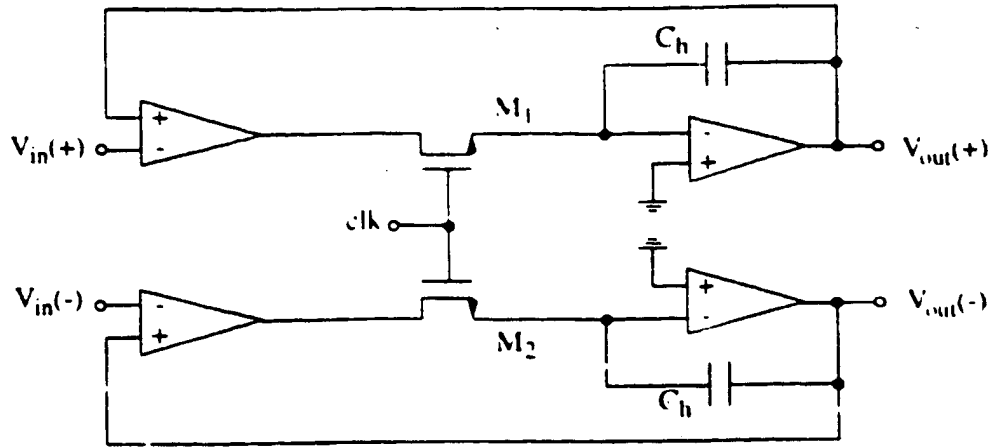 C_h
M_1
+
-
V_in(+)
-
+
V_out(+)
clk
V_in(-)
-
+
+
-
V_out(-)
M_2
C_h